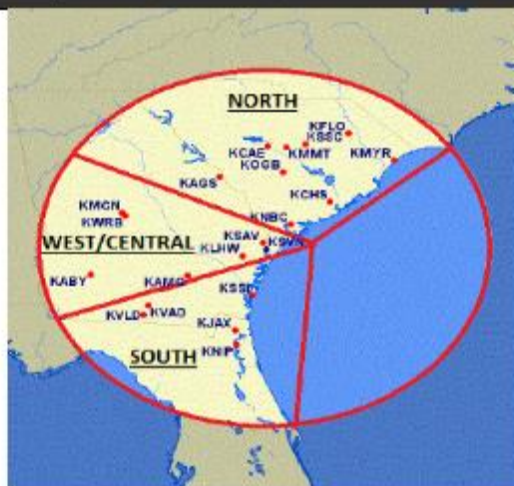 NORTH
KFLO
KSSC
KCAE
KMMT
KMYR
KOGB
KAGS
KCHS
KMCN
KWRB
KNBC
WEST/CENTRAL
KSAV
KSVN
KLHW
KABY
KAMG
KSSI
KVLD
KVAD
KJAX
KNIP
SOUTH